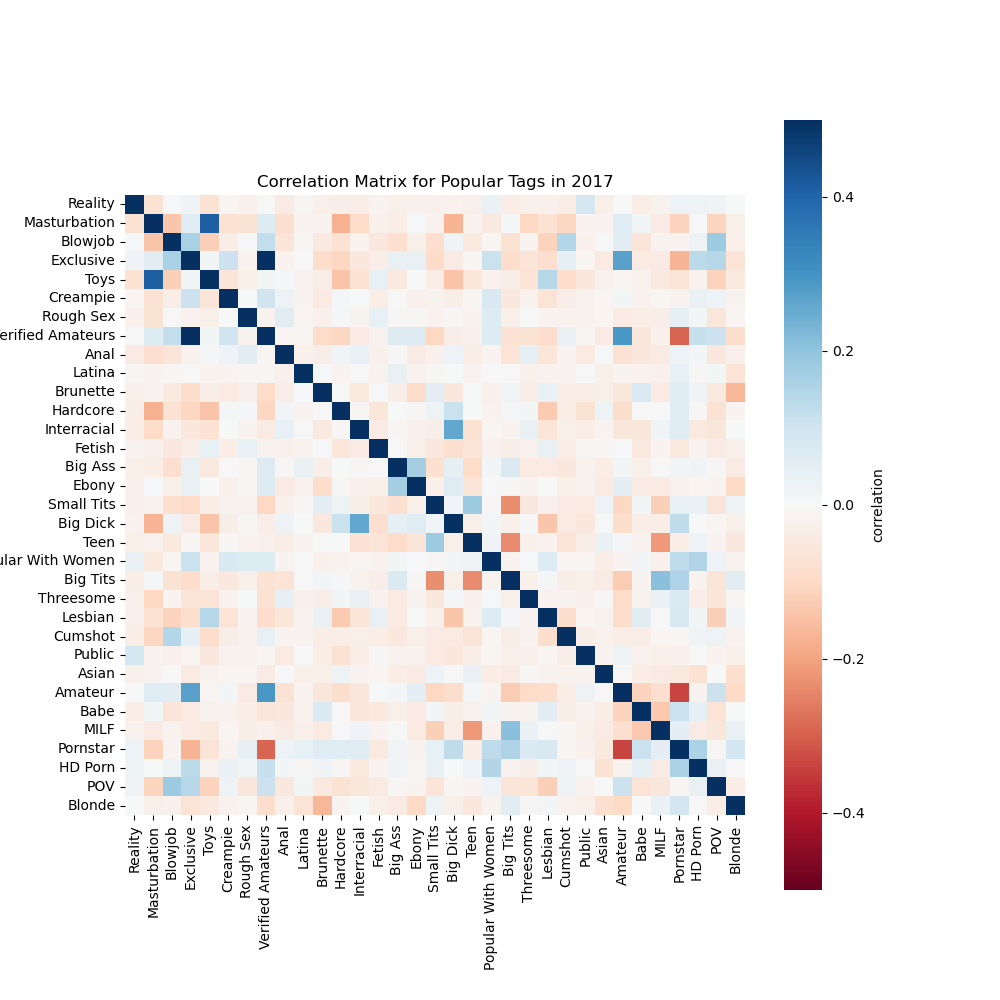 Correlation Matrix for Popular Tags in 2017
Reality
Masturbation
Blowjob
Exclusive
Toys
Creampie
Rough Sex
erified Amateurs
Anal
Latina
Brunette
Hardcore
Interracial
Fetish
Big Ass
Ebony
Small Tits
Big Dick
Teen
ular With Women
Big Tits
Threesome
Lesbian
Cumshot
Public
Asian
Amateur
Babe
MILF
Pornstar
HD Porn
POV
Blonde
Reality
Masturbation
Blowjob
Exclusive
Toys
Creampie
Rough Sex
Verified Amateurs
Anal
Latina
Brunette
Hardcore
Interracial
Fetish
Big Ass
Ebony
Small Tits
Big Dick
Teen
Popular With Women
Big Tits
Threesome
Lesbian
Cumshot
Public
Asian
Amateur
Babe
MILF
Pornstar
HD Porn
POV
Blonde
0.4
0.2
0.0
−0.2
−0.4
correlation